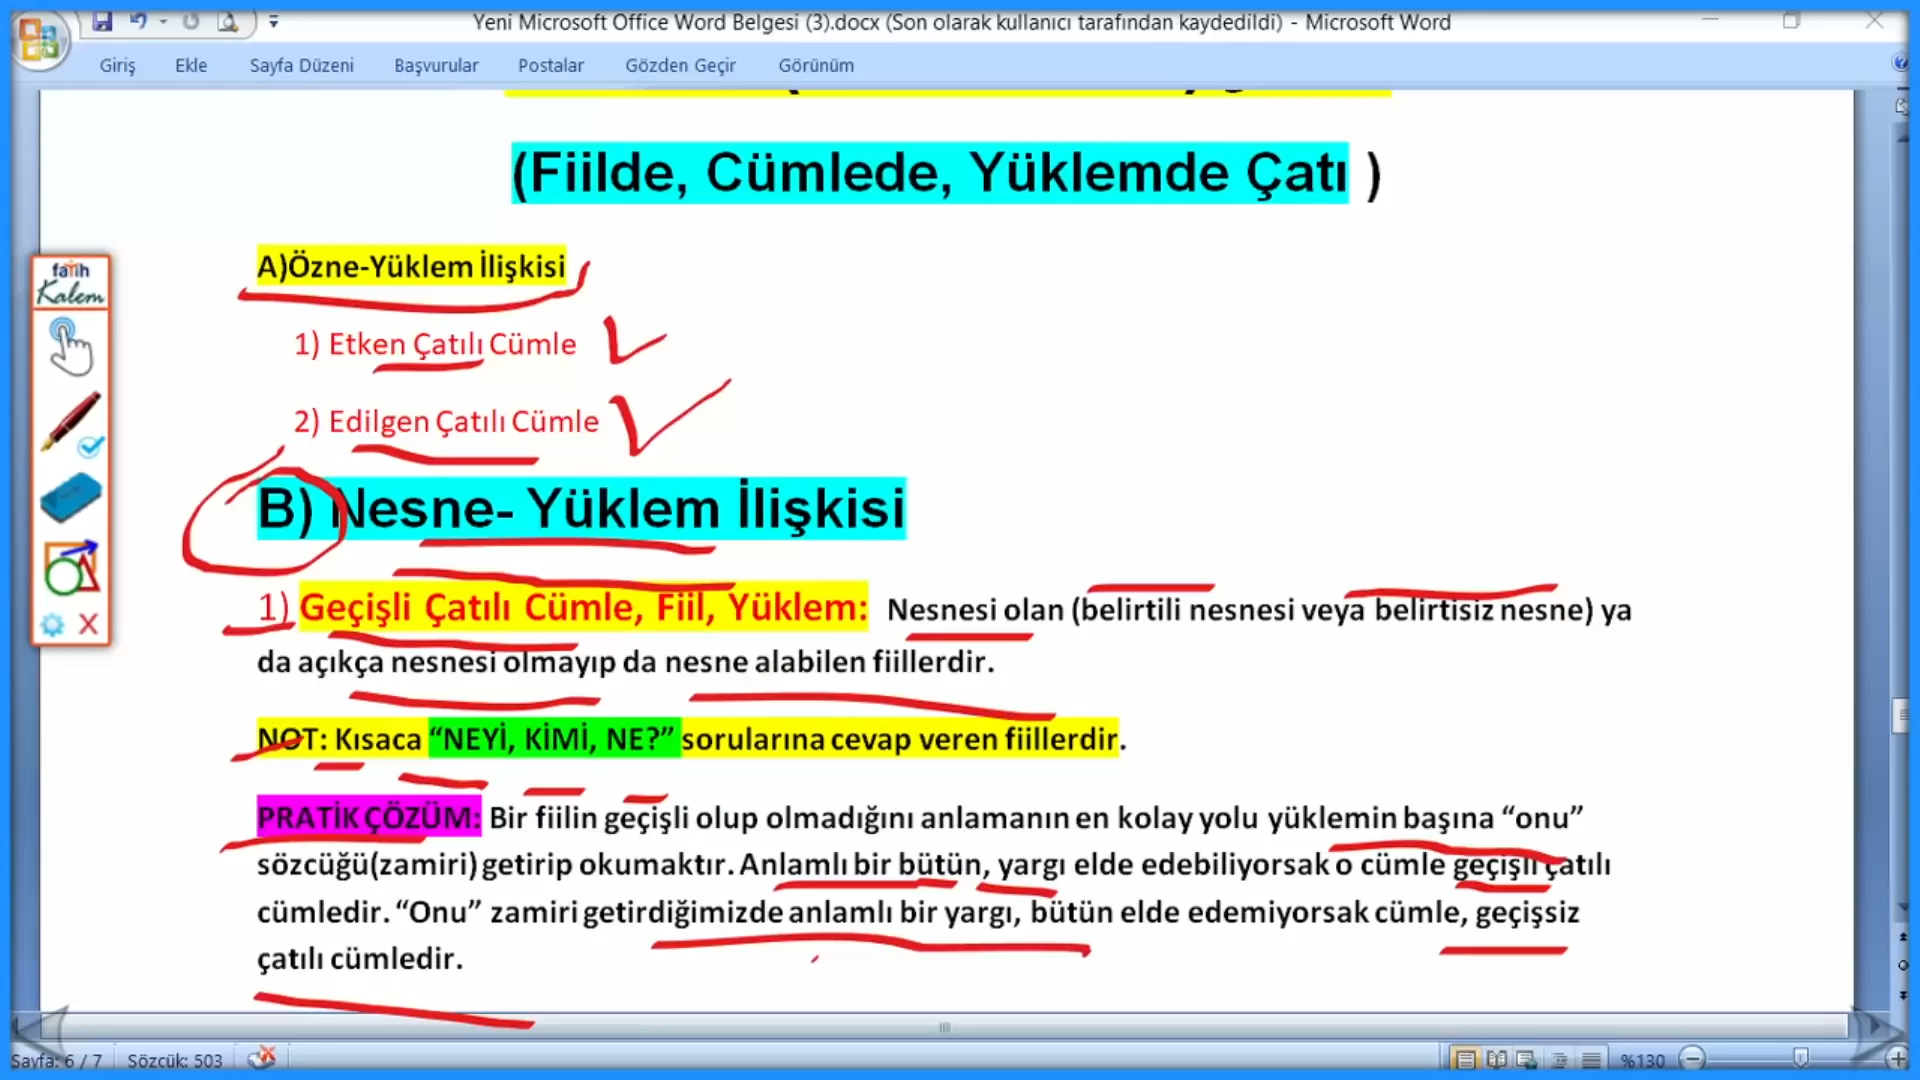 Yeni Microsoft Office Word Belgesi (3).docx (Son olarak kullanıcı tarafından kaydedildi) - Microsoft Word
Giriş Ekle Sayfa Düzeni Başvurular Postalar Gözden Geçir Görünüm
(Fiilde, Cümlede, Yüklemde Çatı )
A)Özne-Yüklem İlişkisi
fatih
Kalem
1) Etken Çatılı Cümle
2) Edilgen Çatılı Cümle
B) Nesne- Yüklem İlişkisi
1) Geçişli Çatılı Cümle, Fiil, Yüklem: Nesnesi olan (belirtili nesnesi veya belirtisiz nesne) ya
da açıkça nesnesi olmayıp da nesne alabilen fiillerdir.
NOT: Kısaca “NEYİ, KİMİ, NE?” sorularına cevap veren fiillerdir.
PRATİK ÇÖZÜM: Bir fiilin geçişli olup olmadığını anlamanın en kolay yolu yüklemin başına “onu”
sözcüğü(zamiri) getirip okumaktır. Anlamlı bir bütün, yargı elde edebiliyorsak o cümle geçişli çatılı
cümledir. “Onu” zamiri getirdiğimizde anlamlı bir yargı, bütün elde edemiyorsak cümle, geçişsiz
çatılı cümledir.
Sayfa: 6 / 7 Sözcük: 503 %130